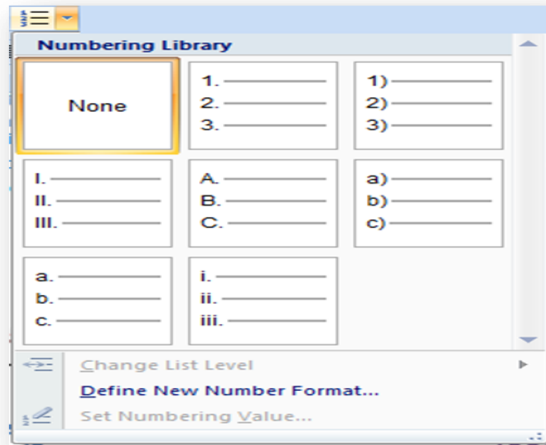 Numbering Library
None
1.
2.
3.
1)
2)
3)
I.
II.
III.
A.
B.
C.
a)
b)
c)
a.
b.
c.
i.
ii.
iii.
Change List Level
Define New Number Format...
Set Numbering Value...